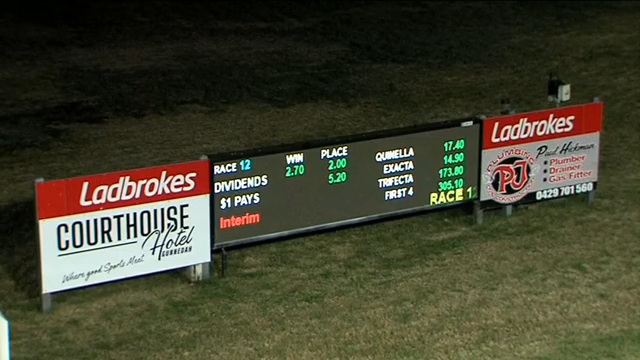 Ladbrokes
COURTHOUSE
Hotel
GUNNEDAH
Where good Sports Meet
RACE 12 WIN PLACE QUINELLA 17.40
DIVIDENDS 2.70 2.00 EXACTA 14.90
$1 PAYS 5.20 TRIFECTA 173.80
Interim FIRST 4 305.10
RACE 1
Ladbrokes
PLUMBING
PJ
Paul Hickman
• Plumber
• Drainer
• Gas Fitter
0429 701 560